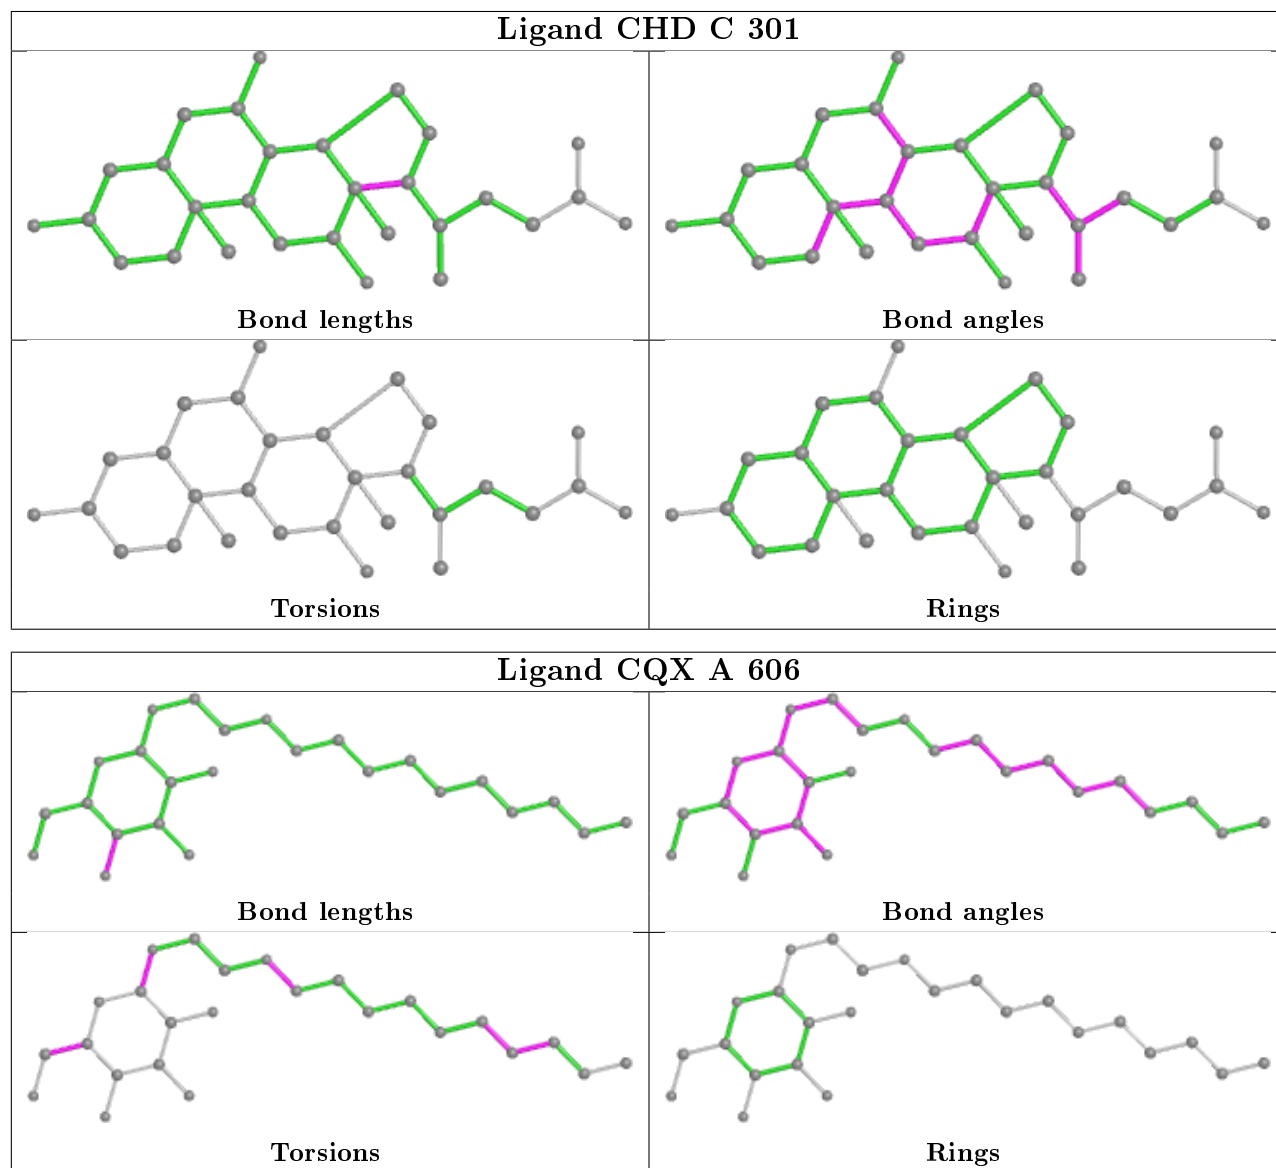 Ligand CHD C 301
Bond lengths
Bond angles
Torsions
Rings
Ligand CQX A 606
Bond lengths
Bond angles
Torsions
Rings